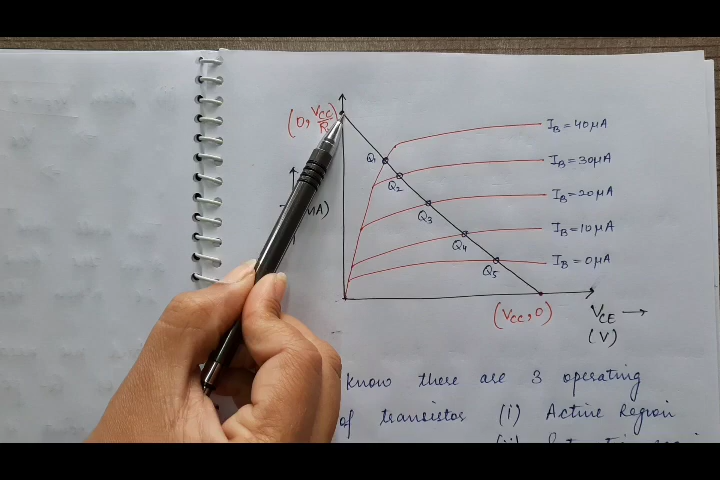 (0, VCC/R)
IB = 40μA
Q1
IB = 30μA
Q2
IB = 20μA
Q3
IB = 10μA
Q4
IB = 0μA
Q5
(VCC, 0)
VCE →
(V)
know there are 3 operating
of transistor (i) Active Region